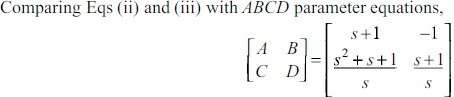 Comparing Eqs (ii) and (iii) with ABCD parameter equations,
[A B; C D] = [s+1 −1; (s²+s+1)/s (s+1)/s]